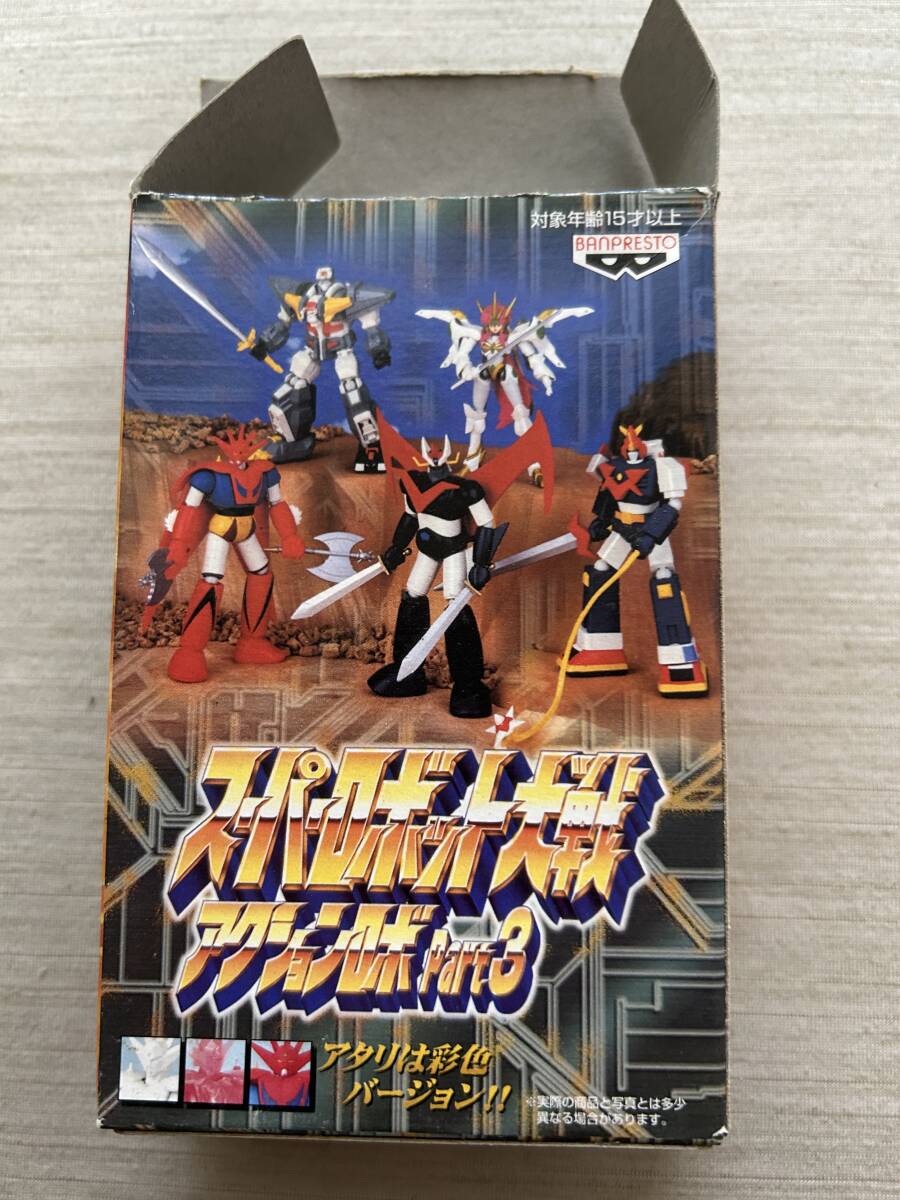 対象年齢15才以上
BANPRESTO
スーパーロボット大戦
アクションロボ Part.3
アタリは彩色
バージョン!!
※実際の商品と写真とは多少
異なる場合があります。